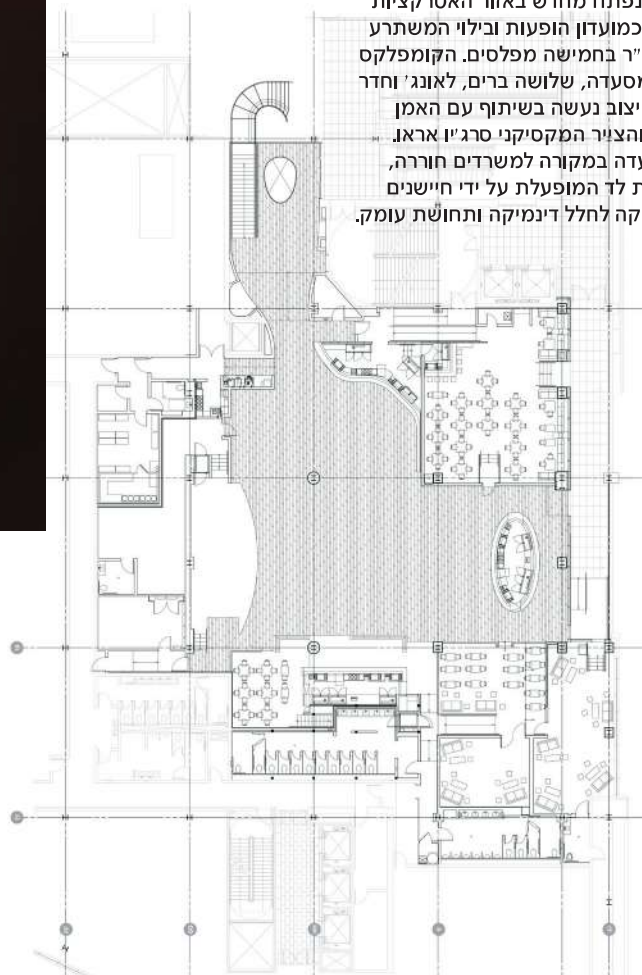 נפתח מחדש באזור האטרקציות
כמועדון הופעות ובילוי המשתרע
"ר בחמישה מפלסים. הקומפלקס
מסעדה, שלושה ברים, לאונג' וחדר
יצוב נעשה בשיתוף עם האמן
והצייר המקסיקני סרג'יו אראו.
עדה במקורה למשרדים חוררה,
ת לד המופעלת על ידי חיישנים
קה לחלל דינמיקה ותחושת עומק.